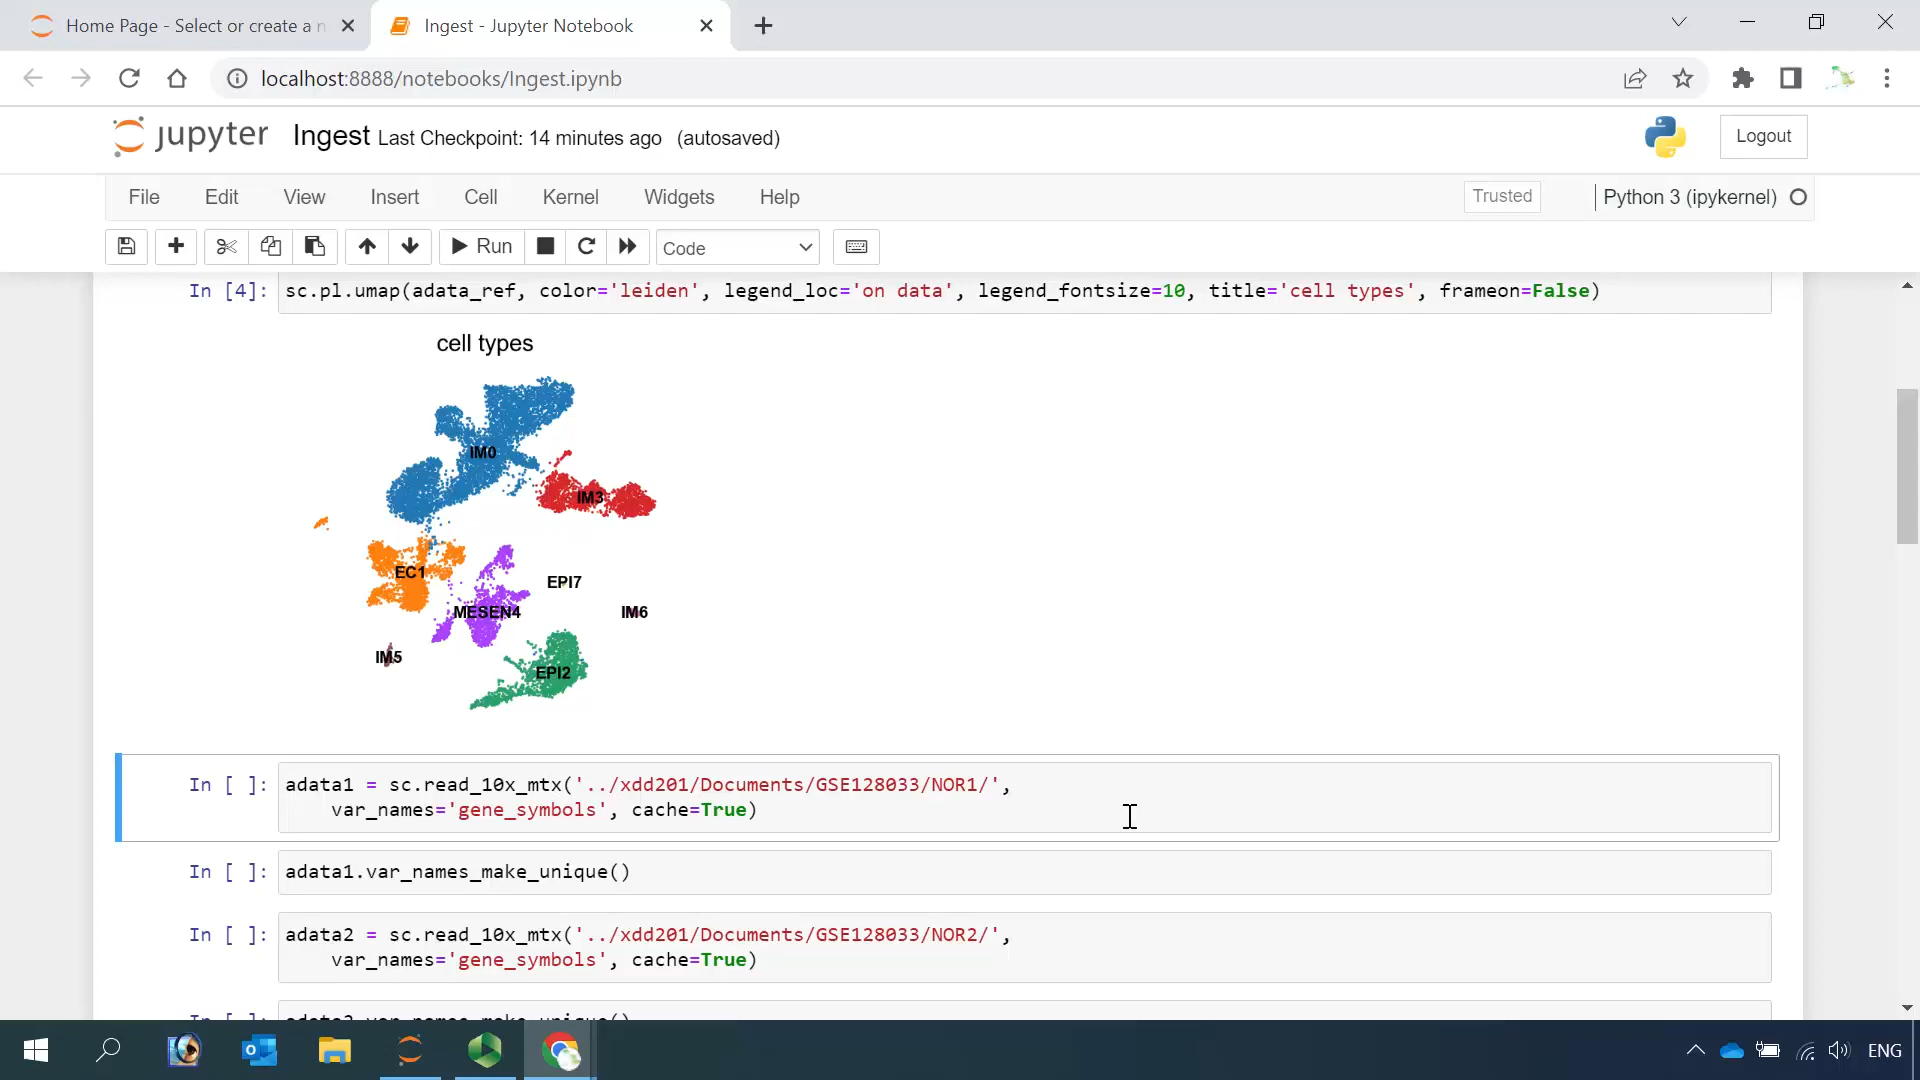 Home Page - Select or create a n
Ingest - Jupyter Notebook
localhost:8888/notebooks/Ingest.ipynb
jupyter Ingest Last Checkpoint: 14 minutes ago (autosaved)
Logout
File Edit View Insert Cell Kernel Widgets Help
Trusted
Python 3 (ipykernel)
Run
Code
In [4]: sc.pl.umap(adata_ref, color='leiden', legend_loc='on data', legend_fontsize=10, title='cell types', frameon=False)
cell types
IM0
IM3
EC1
EPI7
MESEN4
IM6
IM5
EPI2
In [ ]: adata1 = sc.read_10x_mtx('../xdd201/Documents/GSE128033/NOR1/',
var_names='gene_symbols', cache=True)
In [ ]: adata1.var_names_make_unique()
In [ ]: adata2 = sc.read_10x_mtx('../xdd201/Documents/GSE128033/NOR2/',
var_names='gene_symbols', cache=True)
In [ ]: adata2.var_names_make_unique()
ENG